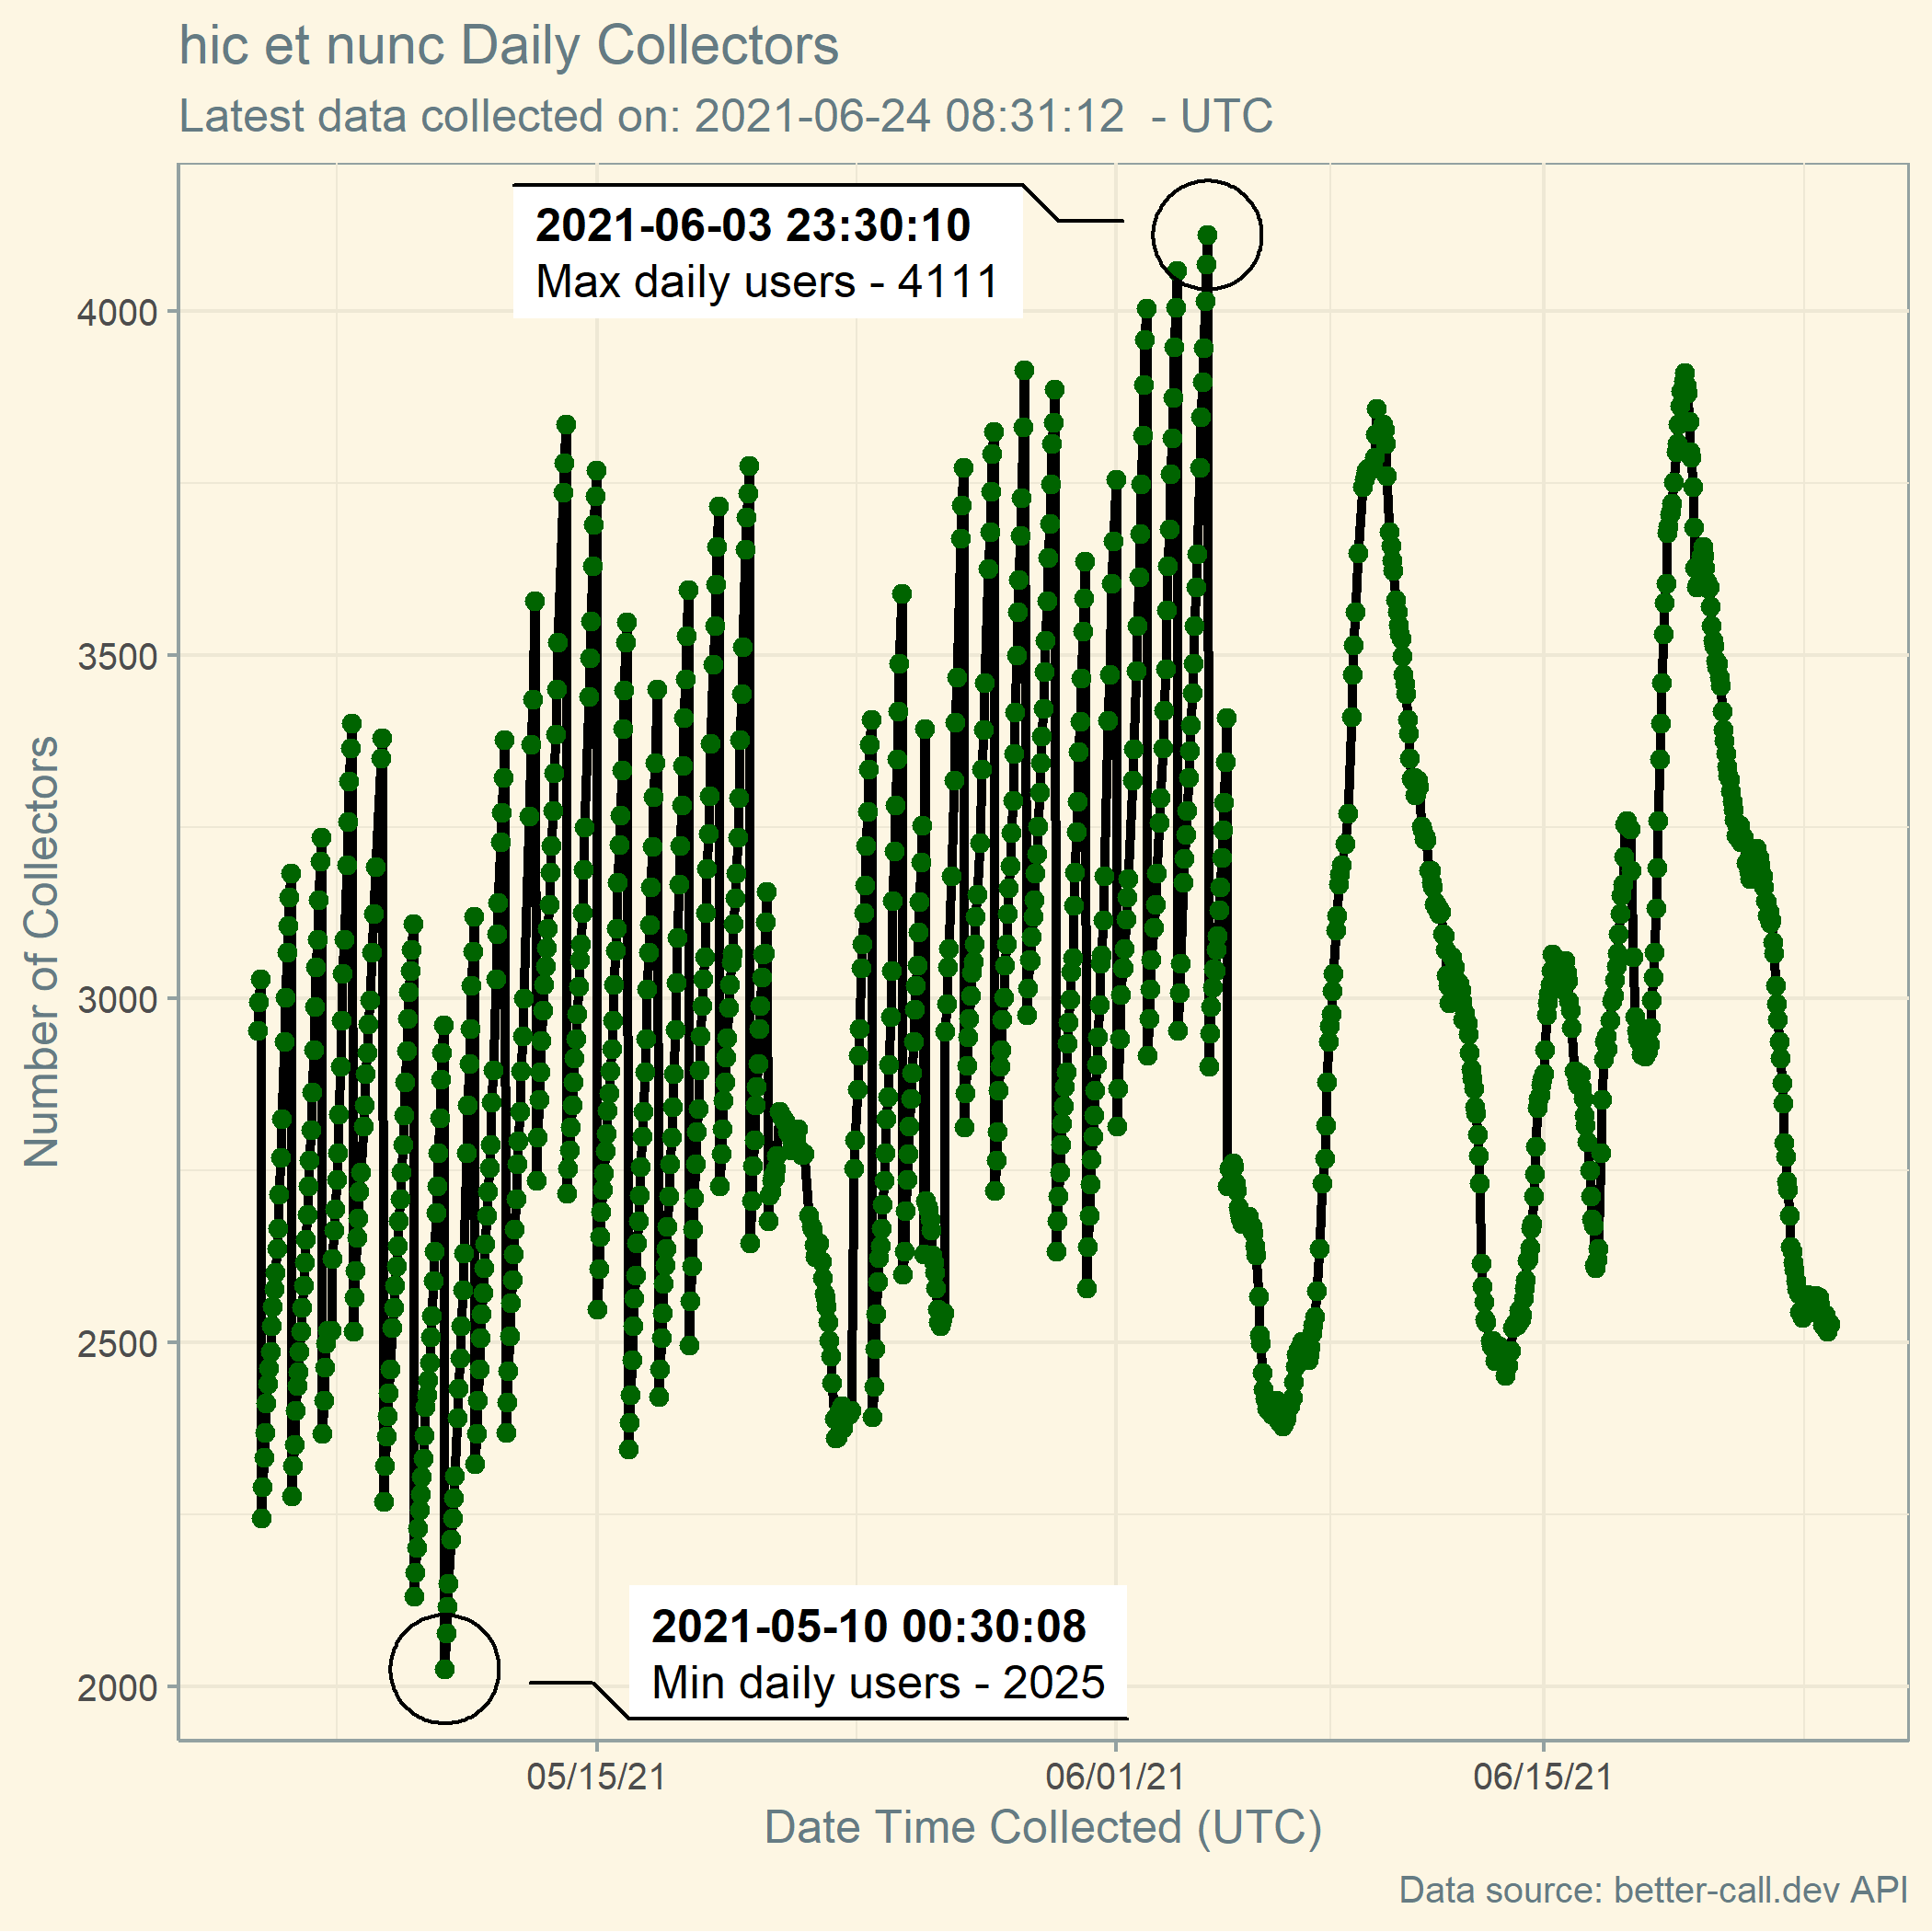 hic et nunc Daily Collectors
Latest data collected on: 2021-06-24 08:31:12  - UTC
2021-06-03 23:30:10
Max daily users - 4111
4000
3500
3000
2500
2000
Number of Collectors
2021-05-10 00:30:08
Min daily users - 2025
05/15/21
06/01/21
06/15/21
Date Time Collected (UTC)
Data source: better-call.dev API